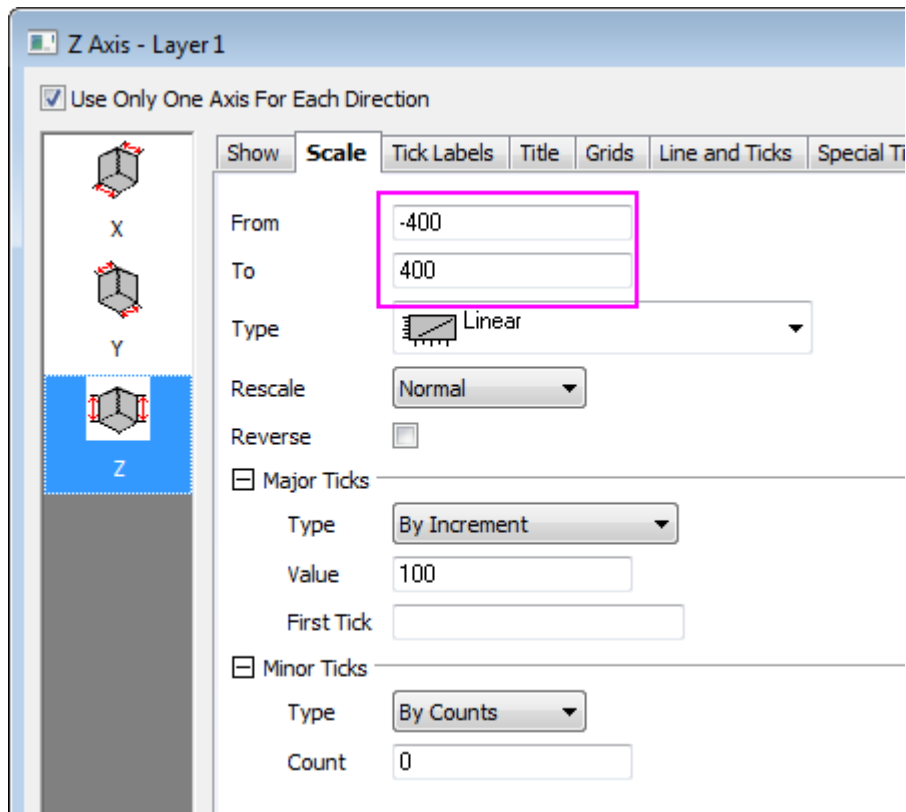 Z Axis - Layer 1
Use Only One Axis For Each Direction
Show Scale Tick Labels Title Grids Line and Ticks Special Ti
X
Y
Z
From -400
To 400
Type Linear
Rescale Normal
Reverse
Major Ticks
Type By Increment
Value 100
First Tick
Minor Ticks
Type By Counts
Count 0